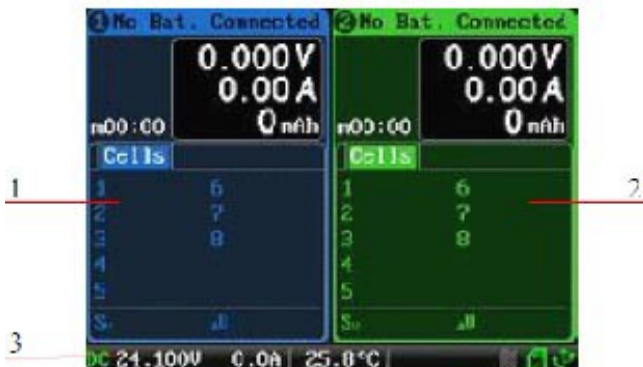 1 No Bat. Connected
0.000V
0.00A
m00:00 0mAh
Cells
1 6
2 7
3 8
4
5
2 No Bat. Connected
0.000V
0.00A
m00:00 0mAh
Cells
1 6
2 7
3 8
4
5
DC 24.100V 0.0A 25.8°C
1
2
3